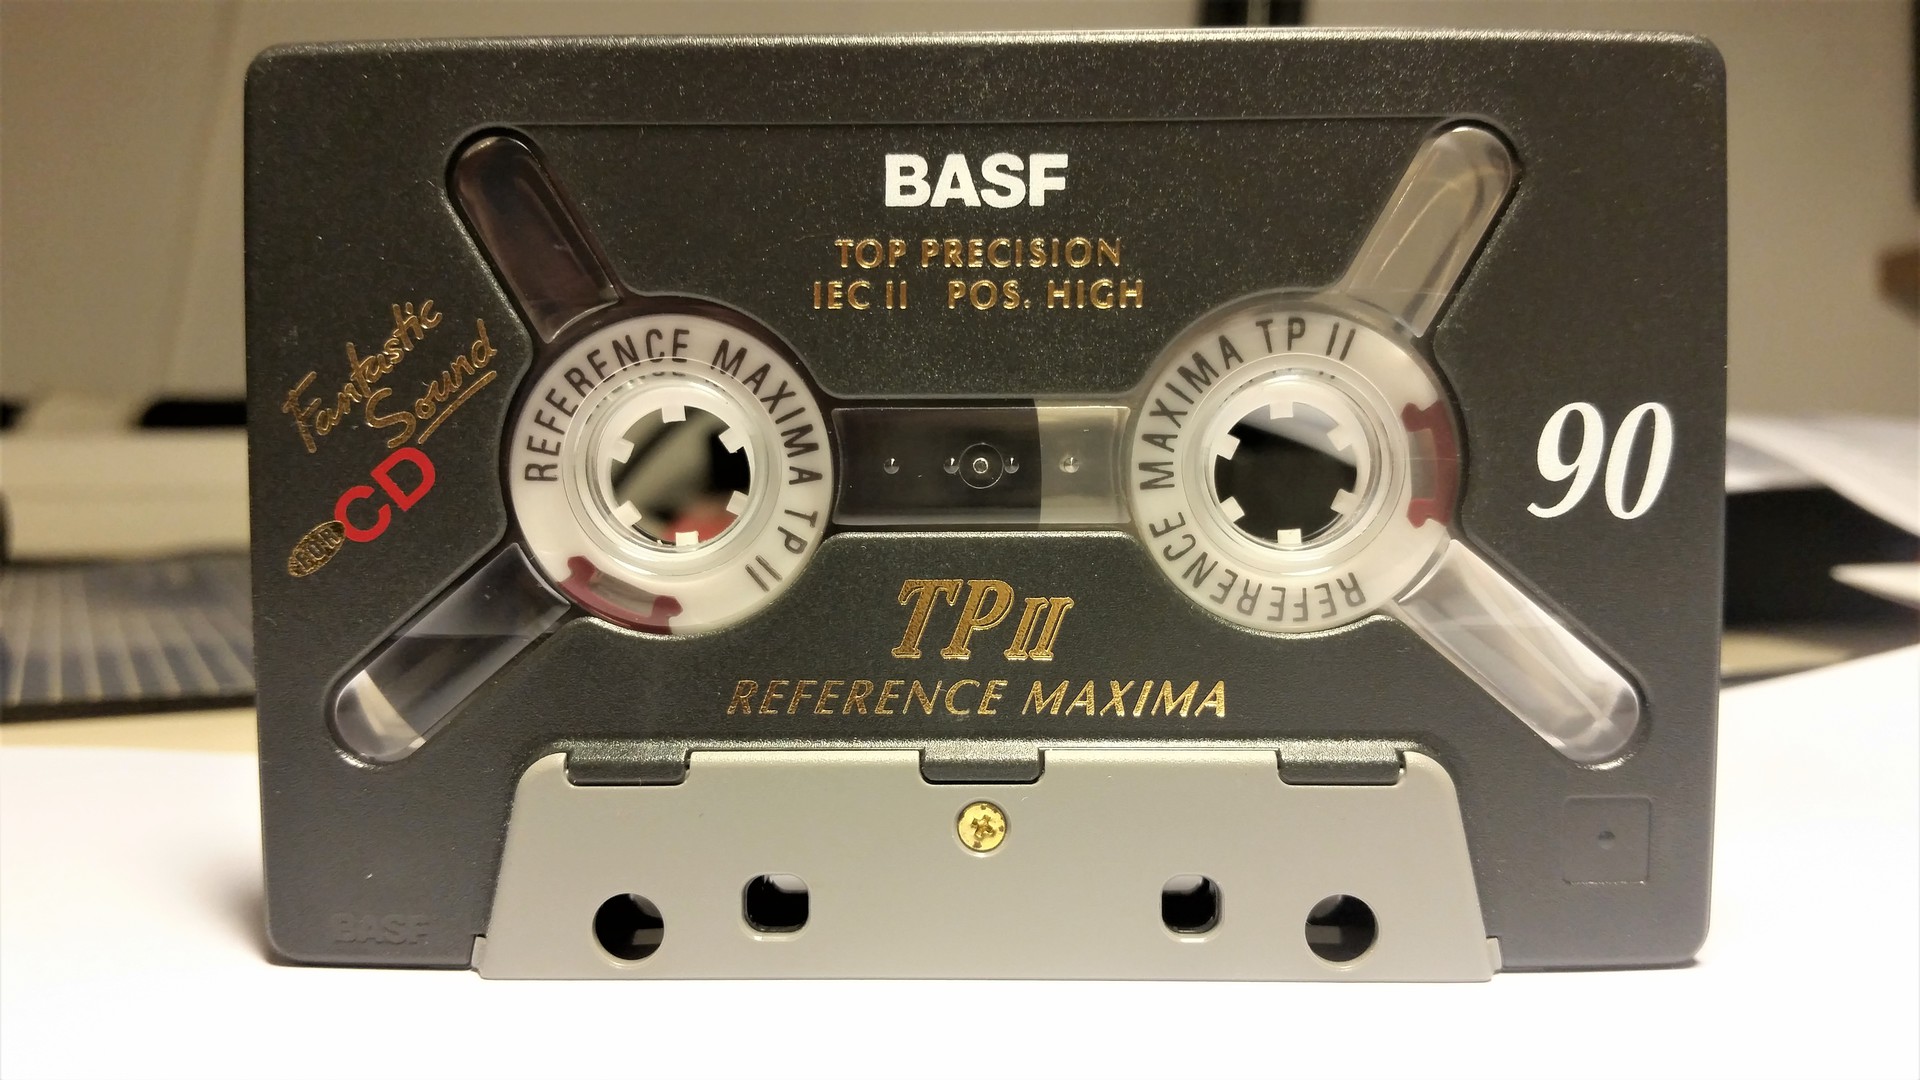 BASF
TOP PRECISION
IEC II POS. HIGH
Fantastic
Sound
FOR CD
REFERENCE MAXIMA TP II
REFERENCE MAXIMA TP II
90
TP II
REFERENCE MAXIMA
BASF